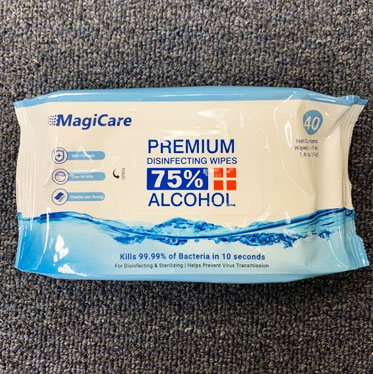 MagiCare
40
PREMIUM
DISINFECTING WIPES
75%
ALCOHOL
Kills 99.99% of Bacteria in 10 seconds
For Disinfecting & Sterilizing | Helps Prevent Virus Transmission